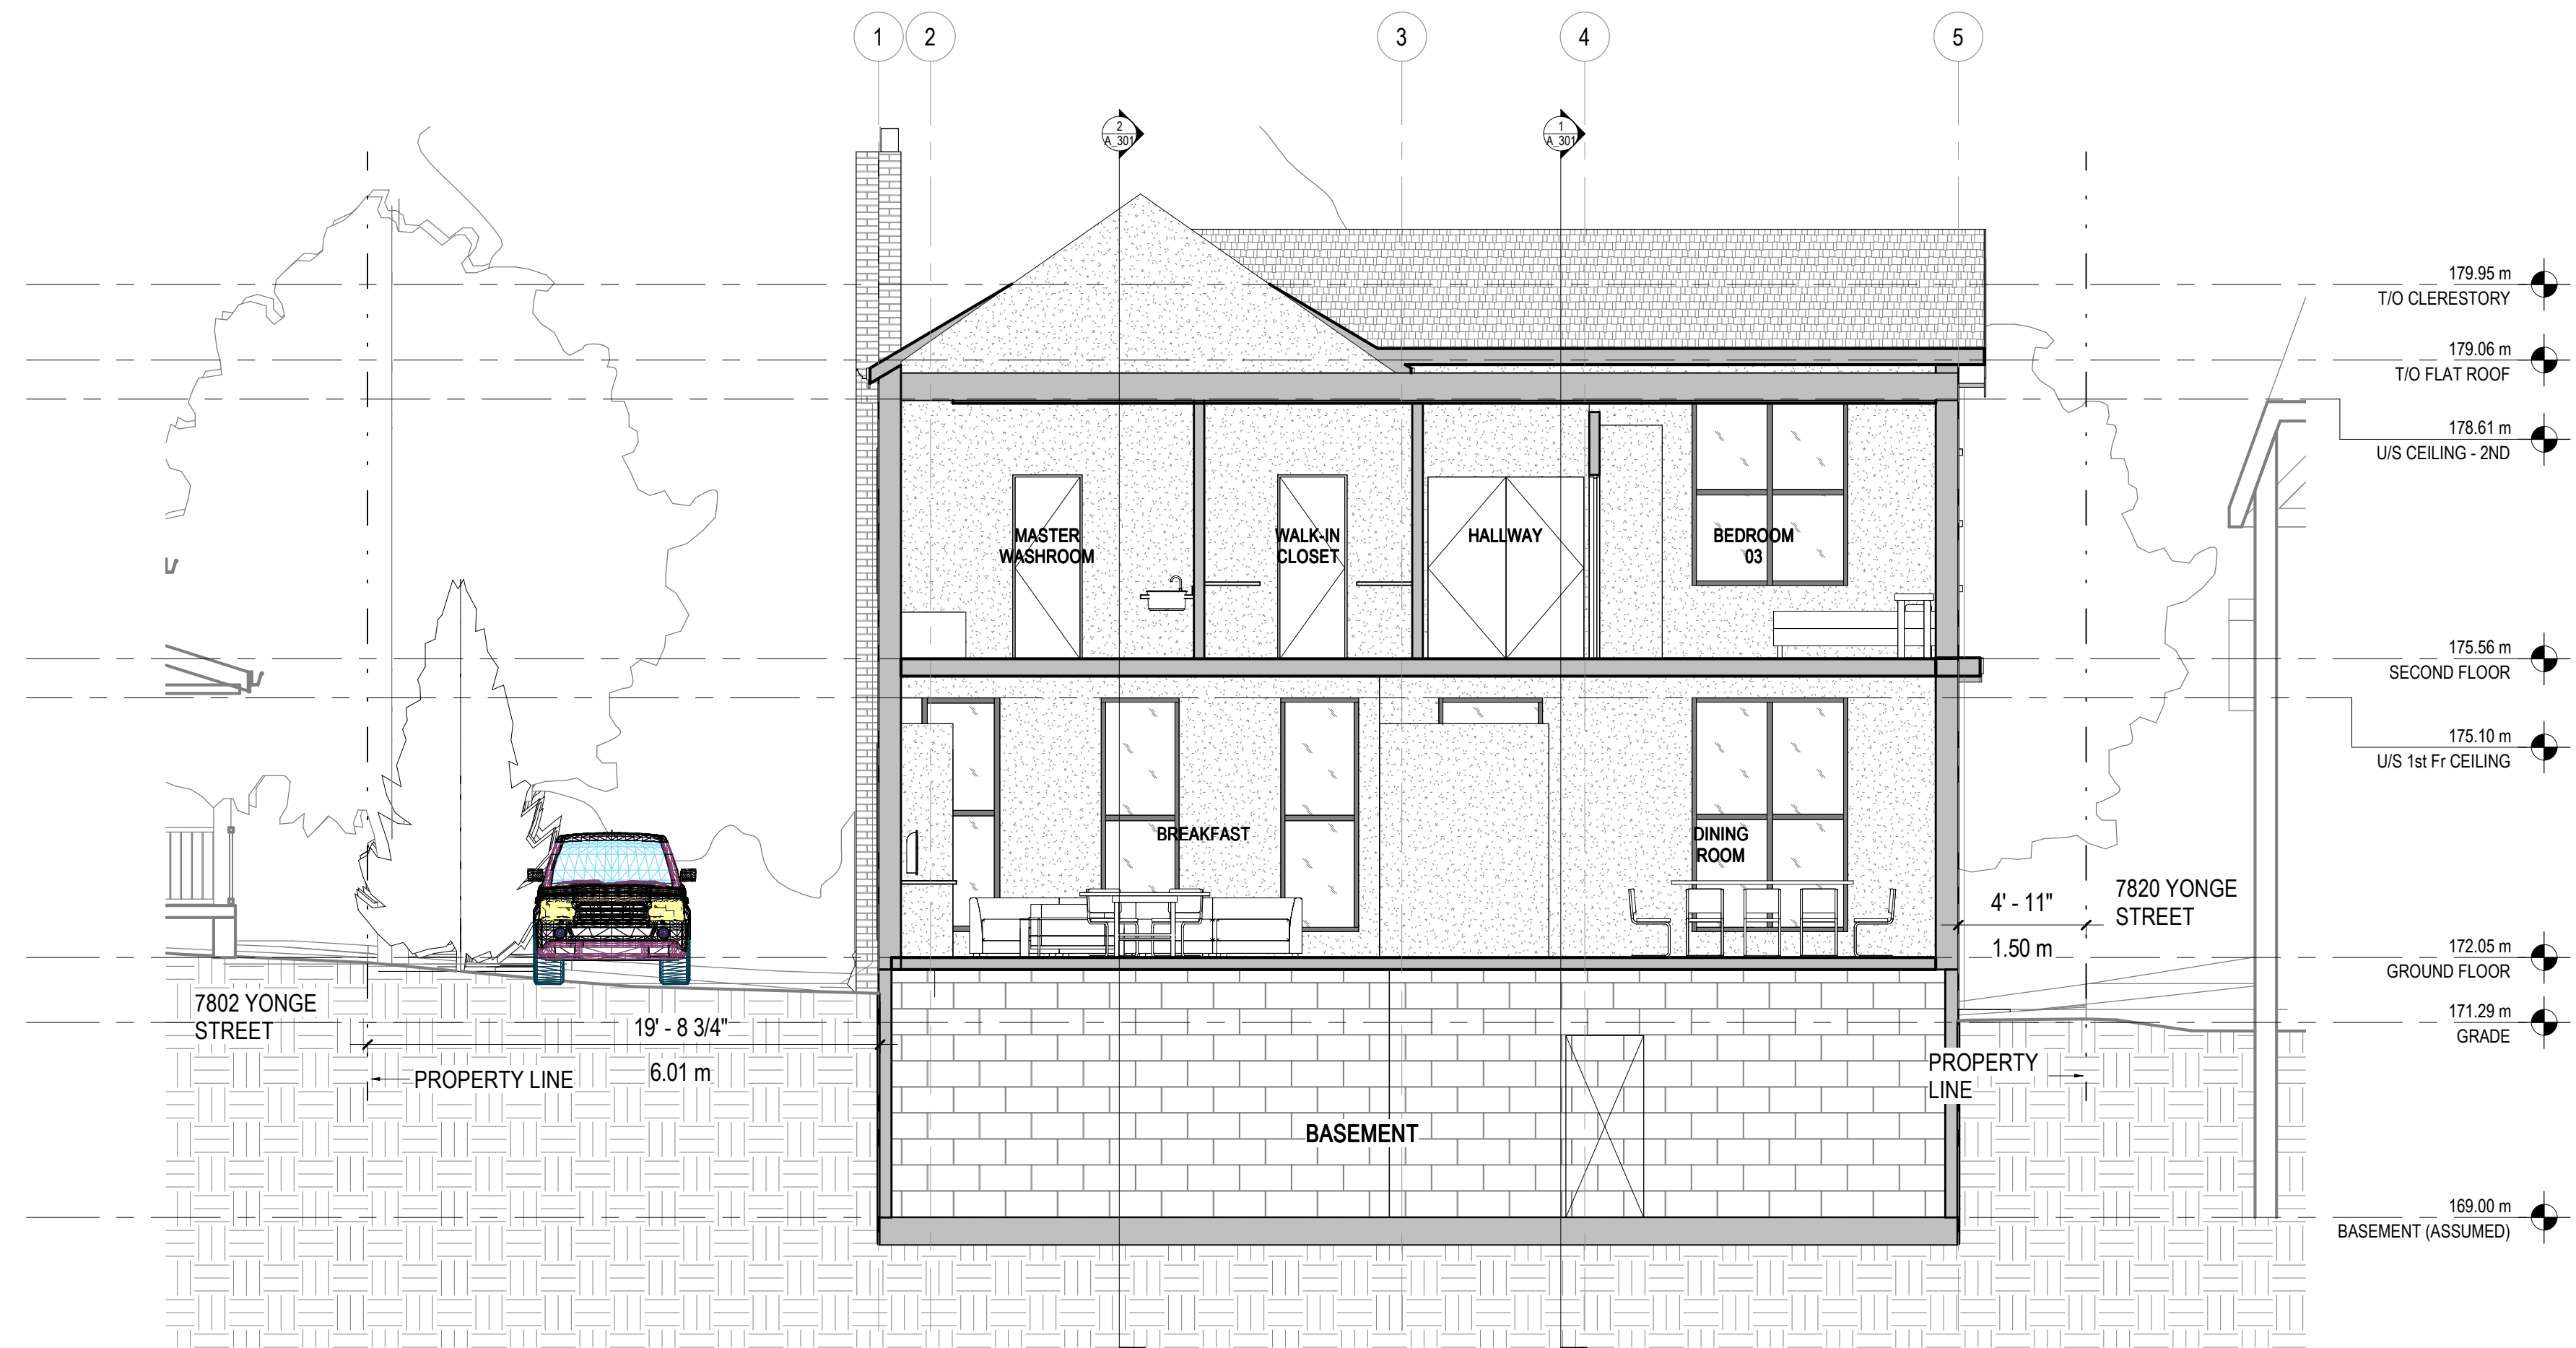 1
2
3
4
5
2
A_301
1
A_301
179.95 m
T/O CLERESTORY
179.06 m
T/O FLAT ROOF
178.61 m
U/S CEILING - 2ND
MASTER
WASHROOM
WALK-IN
CLOSET
HALLWAY
BEDROOM
03
175.56 m
SECOND FLOOR
175.10 m
U/S 1st Fr CEILING
BREAKFAST
DINING
ROOM
4' - 11"
1.50 m
7820 YONGE
STREET
172.05 m
GROUND FLOOR
7802 YONGE
STREET
19' - 8 3/4"
6.01 m
PROPERTY LINE
171.29 m
GRADE
PROPERTY
LINE
BASEMENT
169.00 m
BASEMENT (ASSUMED)